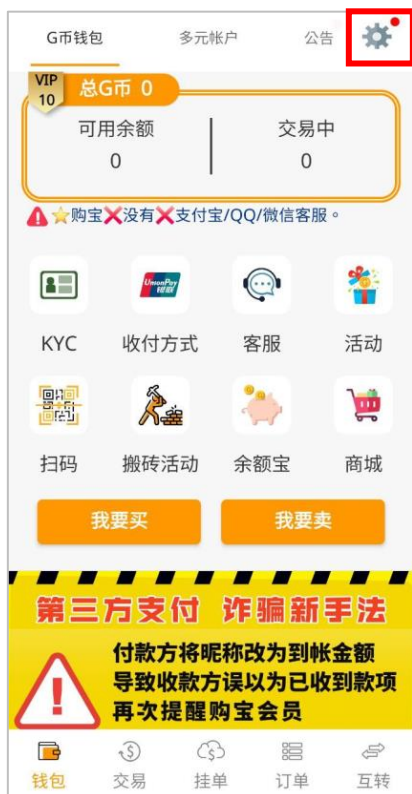 G币钱包 多元帐户 公告
VIP
10
总G币 0
可用余额 交易中
0 0
⭐购宝❌没有❌支付宝/QQ/微信客服。
UnionPay
银联
KYC 收付方式 客服 活动
扫码 搬砖活动 余额宝 商城
我要买 我要卖
第三方支付 诈骗新手法
付款方将昵称改为到帐金额
导致收款方误以为已收到款项
再次提醒购宝会员
钱包 交易 挂单 订单 互转